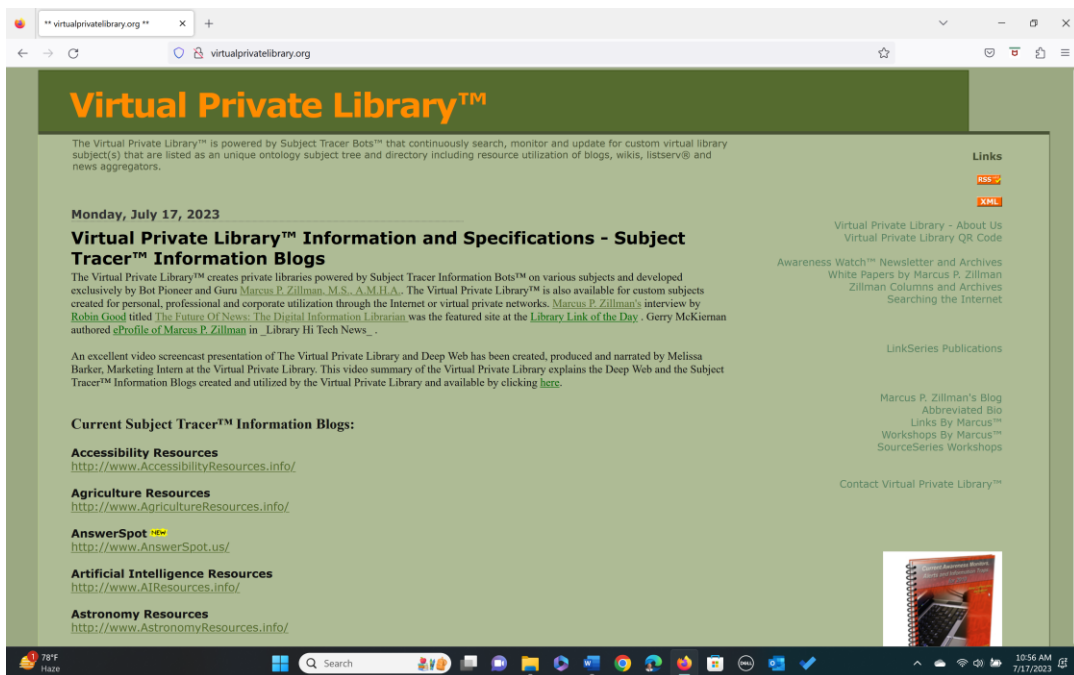 ** virtualprivatelibrary.org **
virtualprivatelibrary.org
Virtual Private Library™
The Virtual Private Library™ is powered by Subject Tracer Bots™ that continuously search, monitor and update for custom virtual library
subject(s) that are listed as an unique ontology subject tree and directory including resource utilization of blogs, wikis, listserv® and
news aggregators.
Monday, July 17, 2023
Virtual Private Library™ Information and Specifications - Subject
Tracer™ Information Blogs
The Virtual Private Library™ creates private libraries powered by Subject Tracer Information Bots™ on various subjects and developed
exclusively by Bot Pioneer and Guru Marcus P. Zillman, M.S., A.M.H.A.. The Virtual Private Library™ is also available for custom subjects
created for personal, professional and corporate utilization through the Internet or virtual private networks. Marcus P. Zillman's interview by
Robin Good titled The Future Of News: The Digital Information Librarian was the featured site at the Library Link of the Day . Gerry McKiernan
authored eProfile of Marcus P. Zillman in _Library Hi Tech News_ .
An excellent video screencast presentation of The Virtual Private Library and Deep Web has been created, produced and narrated by Melissa
Barker, Marketing Intern at the Virtual Private Library. This video summary of the Virtual Private Library explains the Deep Web and the Subject
Tracer™ Information Blogs created and utilized by the Virtual Private Library and available by clicking here.
Current Subject Tracer™ Information Blogs:
Accessibility Resources
http://www.AccessibilityResources.info/
Agriculture Resources
http://www.AgricultureResources.info/
AnswerSpot NEW
http://www.AnswerSpot.us/
Artificial Intelligence Resources
http://www.AIResources.info/
Astronomy Resources
http://www.AstronomyResources.info/
Links
RSS
XML
Virtual Private Library - About Us
Virtual Private Library QR Code
Awareness Watch™ Newsletter and Archives
White Papers by Marcus P. Zillman
Zillman Columns and Archives
Searching the Internet
LinkSeries Publications
Marcus P. Zillman's Blog
Abbreviated Bio
Links By Marcus™
Workshops By Marcus™
SourceSeries Workshops
Contact Virtual Private Library™
1
78°F
Haze
Search
DELL
10:56 AM
7/17/2023